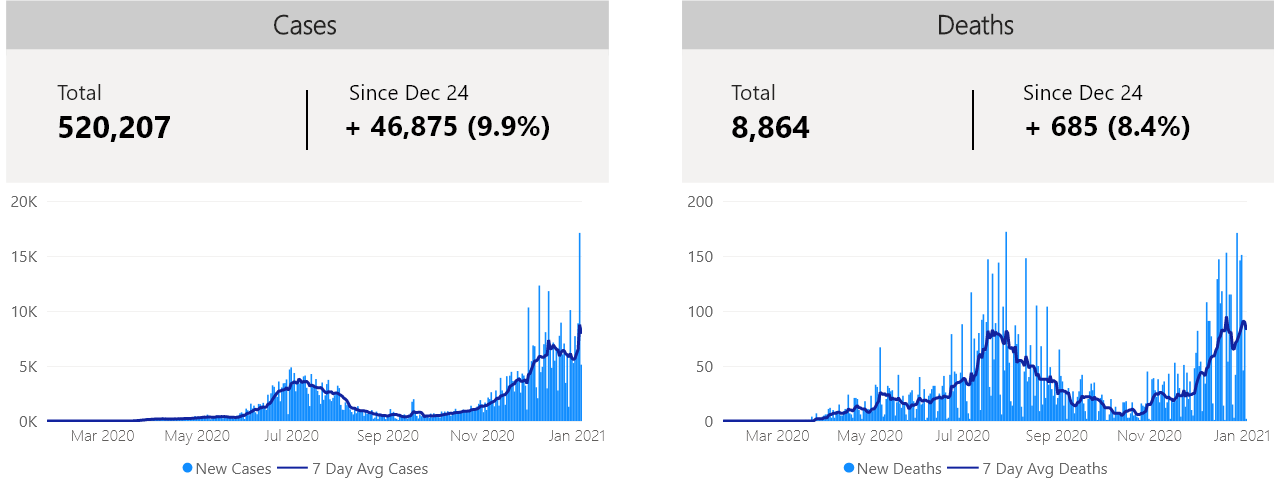 Cases
Total
520,207
Since Dec 24
+ 46,875 (9.9%)
20K
15K
10K
5K
0K
Mar 2020 May 2020 Jul 2020 Sep 2020 Nov 2020 Jan 2021
New Cases 7 Day Avg Cases
Deaths
Total
8,864
Since Dec 24
+ 685 (8.4%)
200
150
100
50
0
Mar 2020 May 2020 Jul 2020 Sep 2020 Nov 2020 Jan 2021
New Deaths 7 Day Avg Deaths